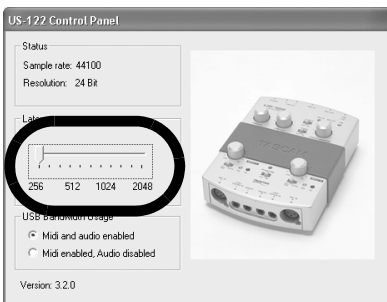 US-122 Control Panel
Status
Sample rate: 44100
Resolution: 24 Bit
256 512 1024 2048
USB Bandwidth Usage
Midi and audio enabled
Midi enabled, Audio disabled
Version: 3.2.0
TASCAM